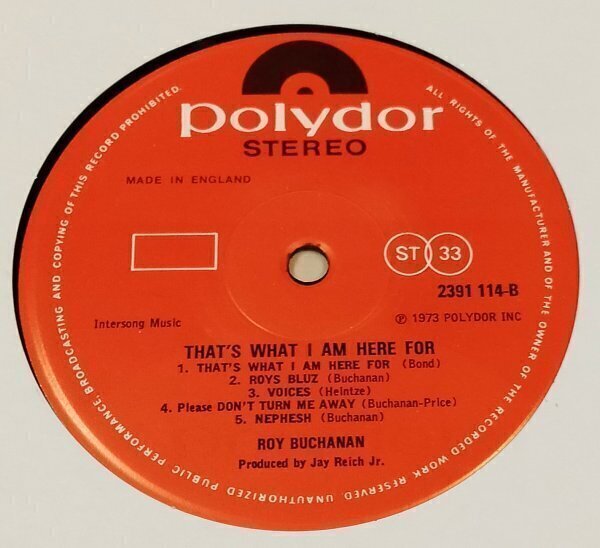 polydor
STEREO
MADE IN ENGLAND
ST 33
2391 114-B
Intersong Music
℗ 1973 POLYDOR INC
THAT'S WHAT I AM HERE FOR
1. THAT'S WHAT I AM HERE FOR (Bond)
2. ROYS BLUZ (Buchanan)
3. VOICES (Heintze)
4. Please DON'T TURN ME AWAY (Buchanan-Price)
5. NEPHESH (Buchanan)
ROY BUCHANAN
Produced by Jay Reich Jr.
ALL RIGHTS OF THE MANUFACTURER AND OF THE OWNER OF THE RECORDED WORK RESERVED. UNAUTHORIZED PUBLIC PERFORMANCE, BROADCASTING AND COPYING OF THIS RECORD PROHIBITED.